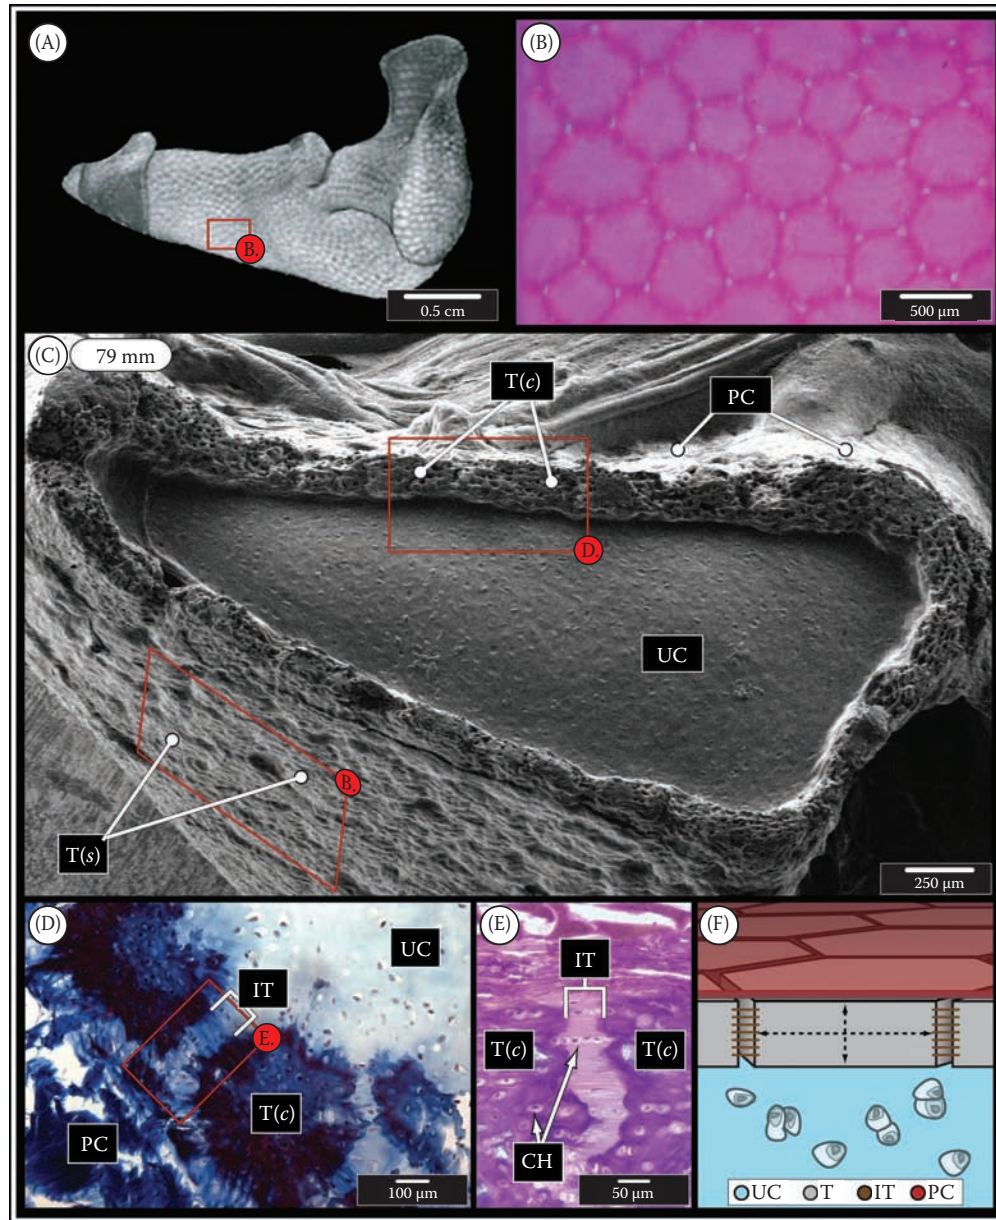 (A)
B.
0.5 cm
(B)
500 μm
(C)
79 mm
T(c)
PC
D.
UC
B.
T(s)
250 μm
(D)
UC
IT
E.
T(c)
PC
100 μm
(E)
IT
T(c)
T(c)
CH
50 μm
(F)
UC T IT PC